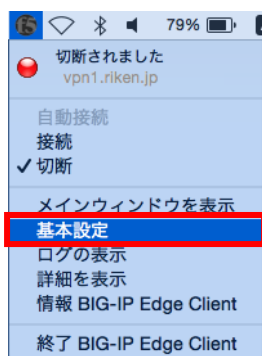 f5 79%
切断されました
vpn1.riken.jp
自動接続
接続
✓切断
メインウィンドウを表示
基本設定
ログの表示
詳細を表示
情報 BIG-IP Edge Client
終了 BIG-IP Edge Client